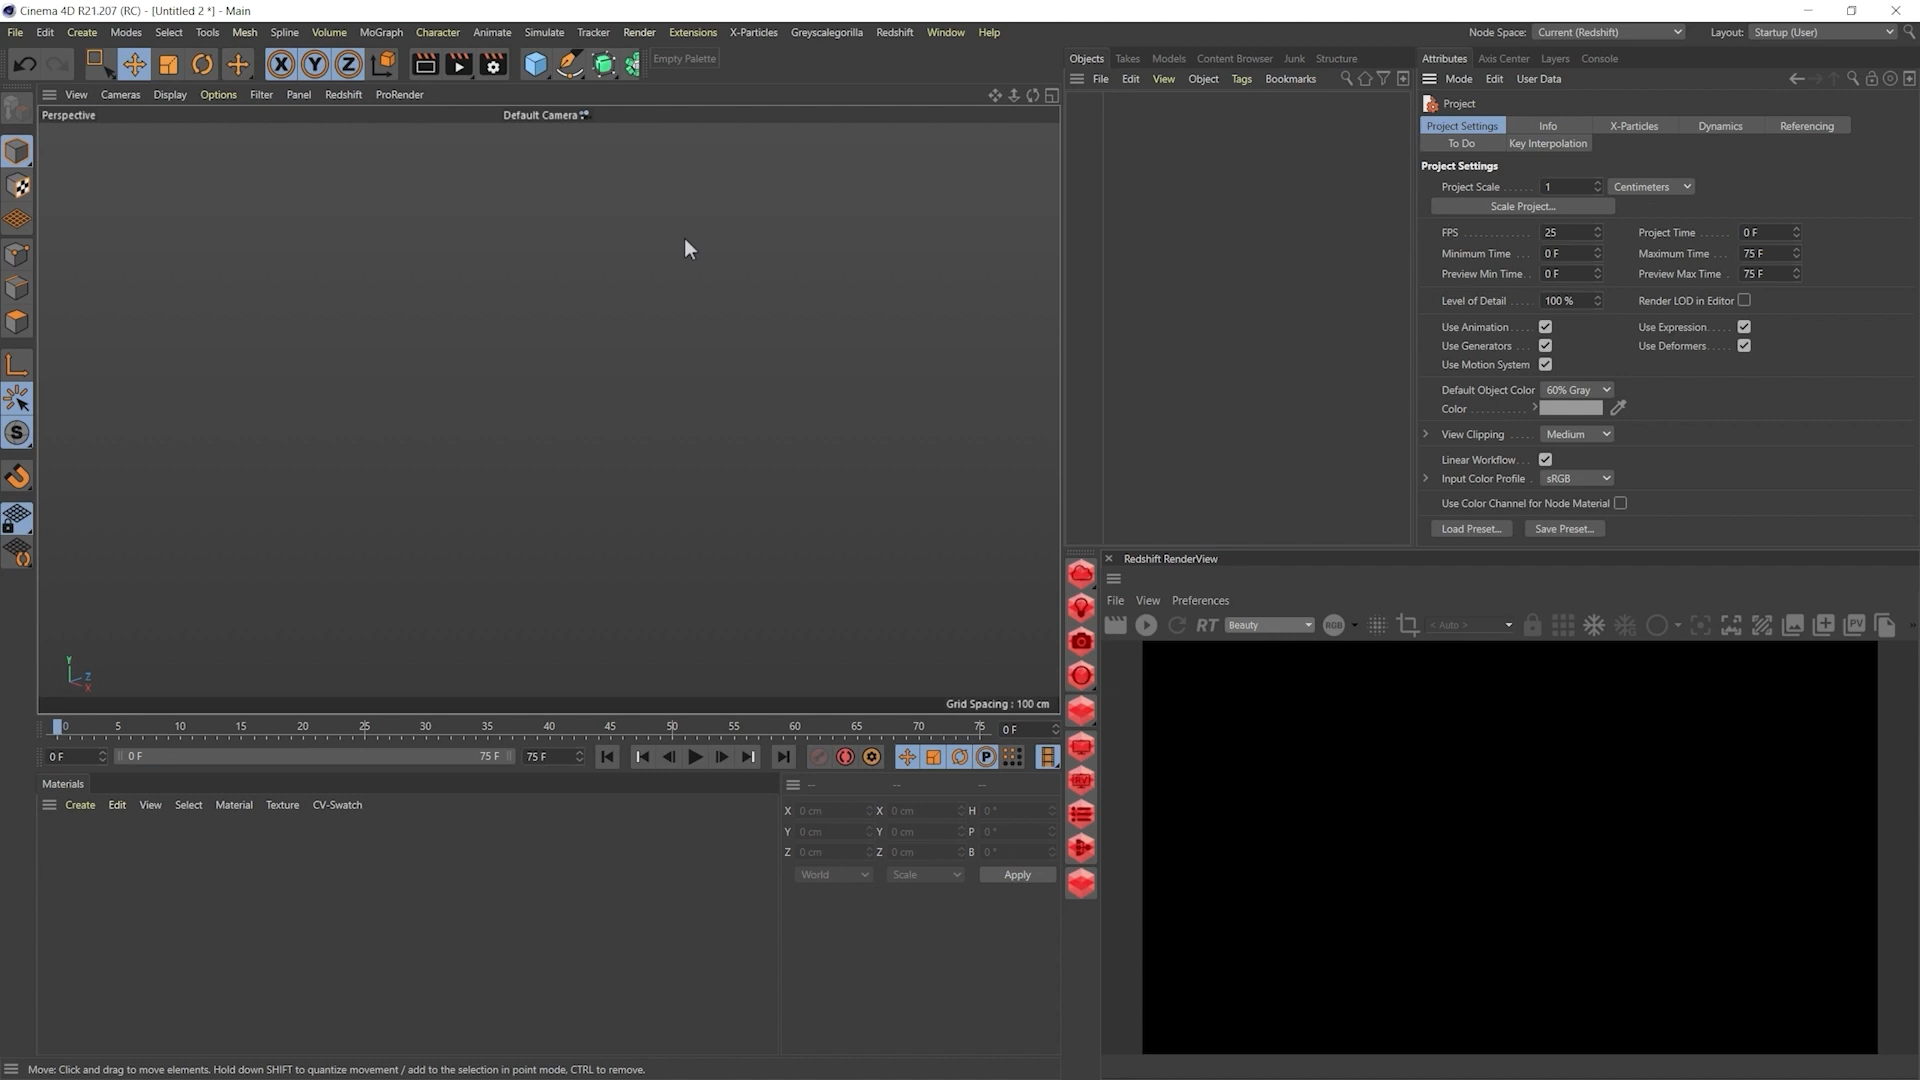 Cinema 4D R21.207 (RC) - [Untitled 2 *] - Main
File Edit Create Modes Select Tools Mesh Spline Volume MoGraph Character Animate Simulate Tracker Render Extensions X-Particles Greyscalegorilla Redshift Window Help
Node Space: Current (Redshift) Layout: Startup (User)
X Y Z
Empty Palette
Objects Takes Models Content Browser Junk Structure
File Edit View Object Tags Bookmarks
Attributes Axis Center Layers Console
Mode Edit User Data
View Cameras Display Options Filter Panel Redshift ProRender
Perspective
Default Camera
Project
Project Settings Info X-Particles Dynamics Referencing
To Do Key Interpolation
Project Settings
Project Scale 1 Centimeters
Scale Project...
FPS 25 Project Time 0 F
Minimum Time 0 F Maximum Time 75 F
Preview Min Time 0 F Preview Max Time 75 F
Level of Detail 100 % Render LOD in Editor
Use Animation Use Expression
Use Generators Use Deformers
Use Motion System
Default Object Color 60% Gray
Color
View Clipping Medium
Linear Workflow
Input Color Profile sRGB
Use Color Channel for Node Material
Load Preset... Save Preset...
S
Y
Z
X
Grid Spacing : 100 cm
0 5 10 15 20 25 30 35 40 45 50 55 60 65 70 75 0 F
0 F 0 F 75 F 75 F P
Redshift RenderView
File View Preferences
RT Beauty RGB < Auto > PV
RV
Materials
Create Edit View Select Material Texture CV-Swatch
-- -- --
X 0 cm X 0 cm H 0 °
Y 0 cm Y 0 cm P 0 °
Z 0 cm Z 0 cm B 0 °
World Scale Apply
Move: Click and drag to move elements. Hold down SHIFT to quantize movement / add to the selection in point mode, CTRL to remove.